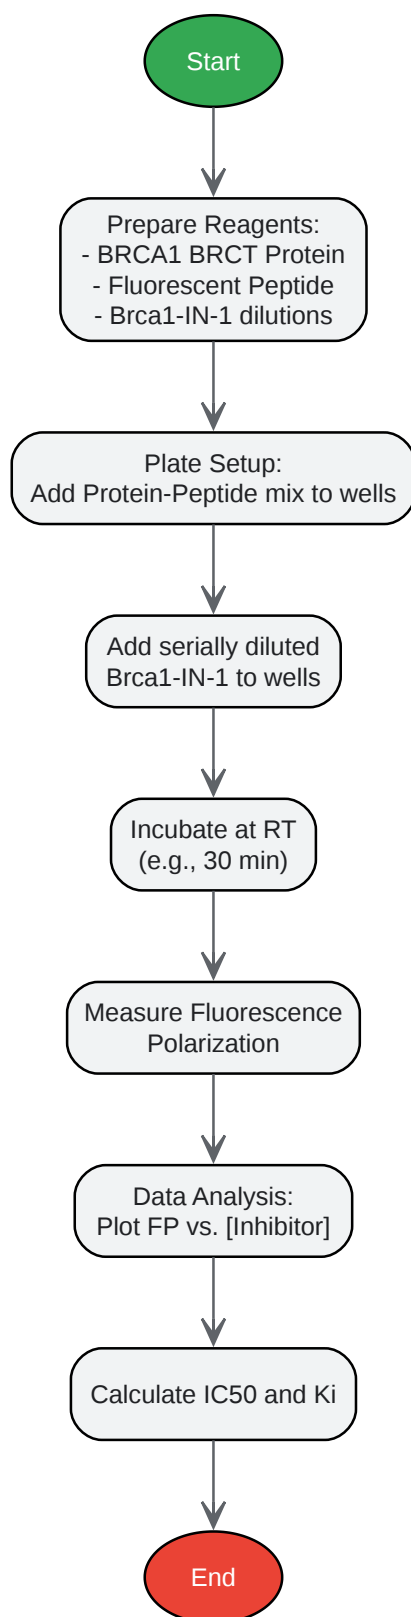 Start
Prepare Reagents:
- BRCA1 BRCT Protein
- Fluorescent Peptide
- Brca1-IN-1 dilutions
Plate Setup:
Add Protein-Peptide mix to wells
Add serially diluted
Brca1-IN-1 to wells
Incubate at RT
(e.g., 30 min)
Measure Fluorescence
Polarization
Data Analysis:
Plot FP vs. [Inhibitor]
Calculate IC50 and Ki
End